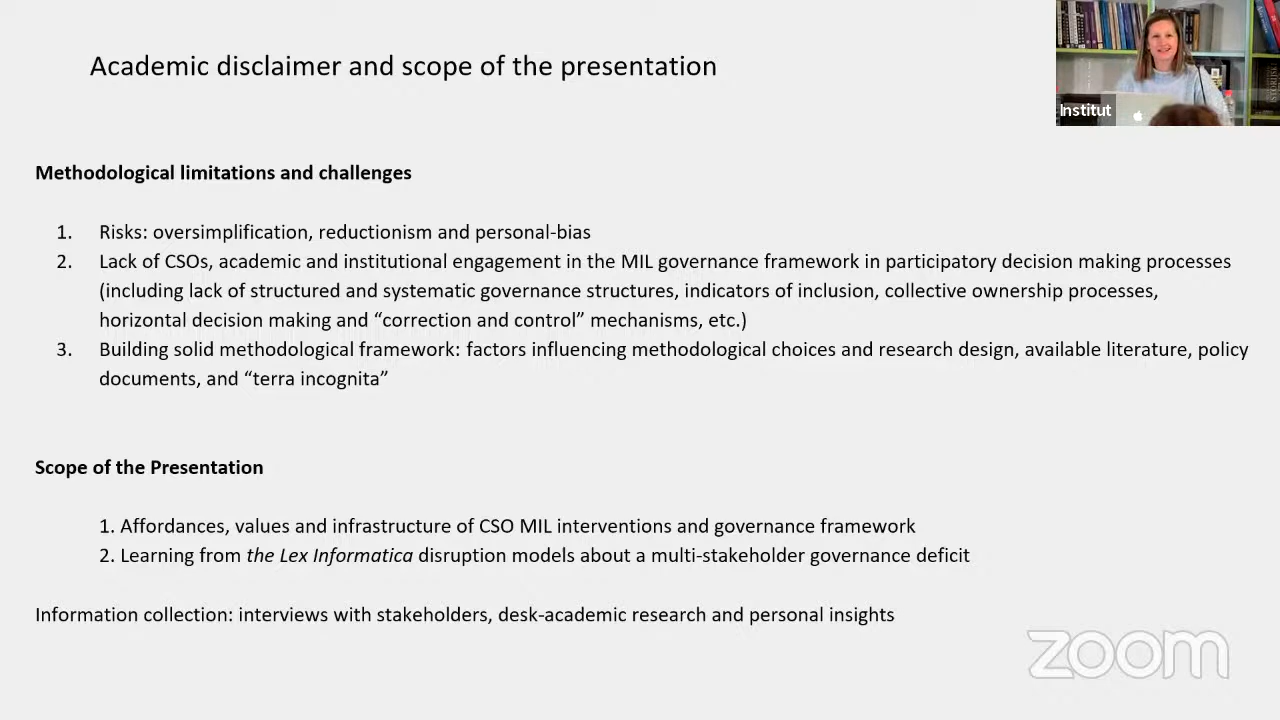 Academic disclaimer and scope of the presentation
Institut
Methodological limitations and challenges
1. Risks: oversimplification, reductionism and personal-bias
2. Lack of CSOs, academic and institutional engagement in the MIL governance framework in participatory decision making processes
(including lack of structured and systematic governance structures, indicators of inclusion, collective ownership processes,
horizontal decision making and “correction and control” mechanisms, etc.)
3. Building solid methodological framework: factors influencing methodological choices and research design, available literature, policy
documents, and “terra incognita”
Scope of the Presentation
1. Affordances, values and infrastructure of CSO MIL interventions and governance framework
2. Learning from the Lex Informatica disruption models about a multi-stakeholder governance deficit
Information collection: interviews with stakeholders, desk-academic research and personal insights
zoom